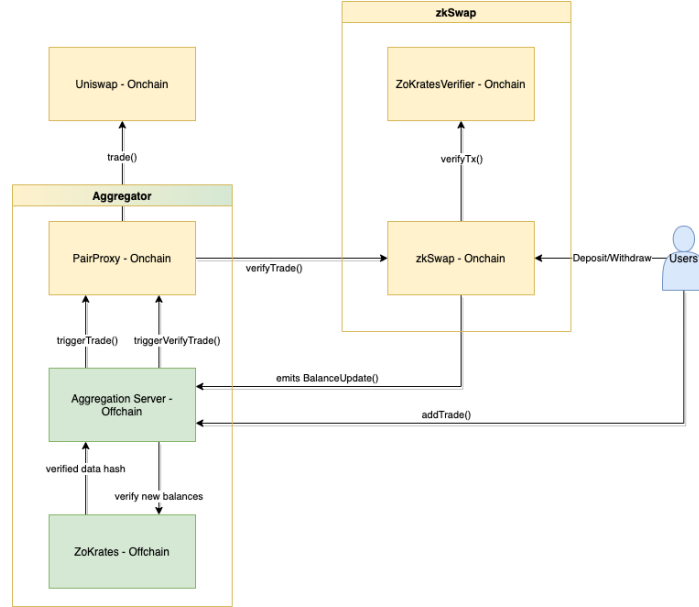 zkSwap
Uniswap - Onchain
ZoKratesVerifier - Onchain
trade()
verifyTx()
Aggregator
PairProxy - Onchain
zkSwap - Onchain
Deposit/Withdraw
Users
verifyTrade()
triggerTrade()
triggerVerifyTrade()
emits BalanceUpdate()
Aggregation Server -
Offchain
addTrade()
verified data hash
verify new balances
ZoKrates - Offchain